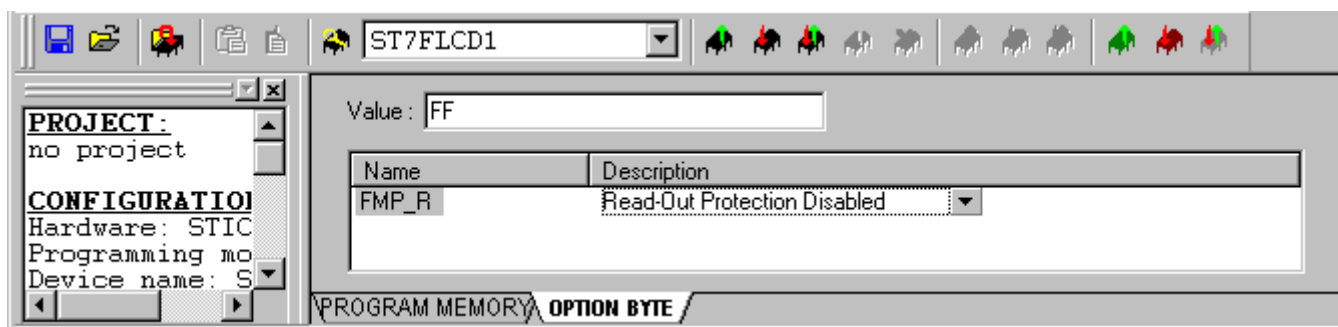 ST7FLCD1
PROJECT:
no project
CONFIGURATIO
Hardware: STIC
Programming mo
Device name: S
Value : FF
Name Description
FMP_R Read-Out Protection Disabled
PROGRAM MEMORY OPTION BYTE